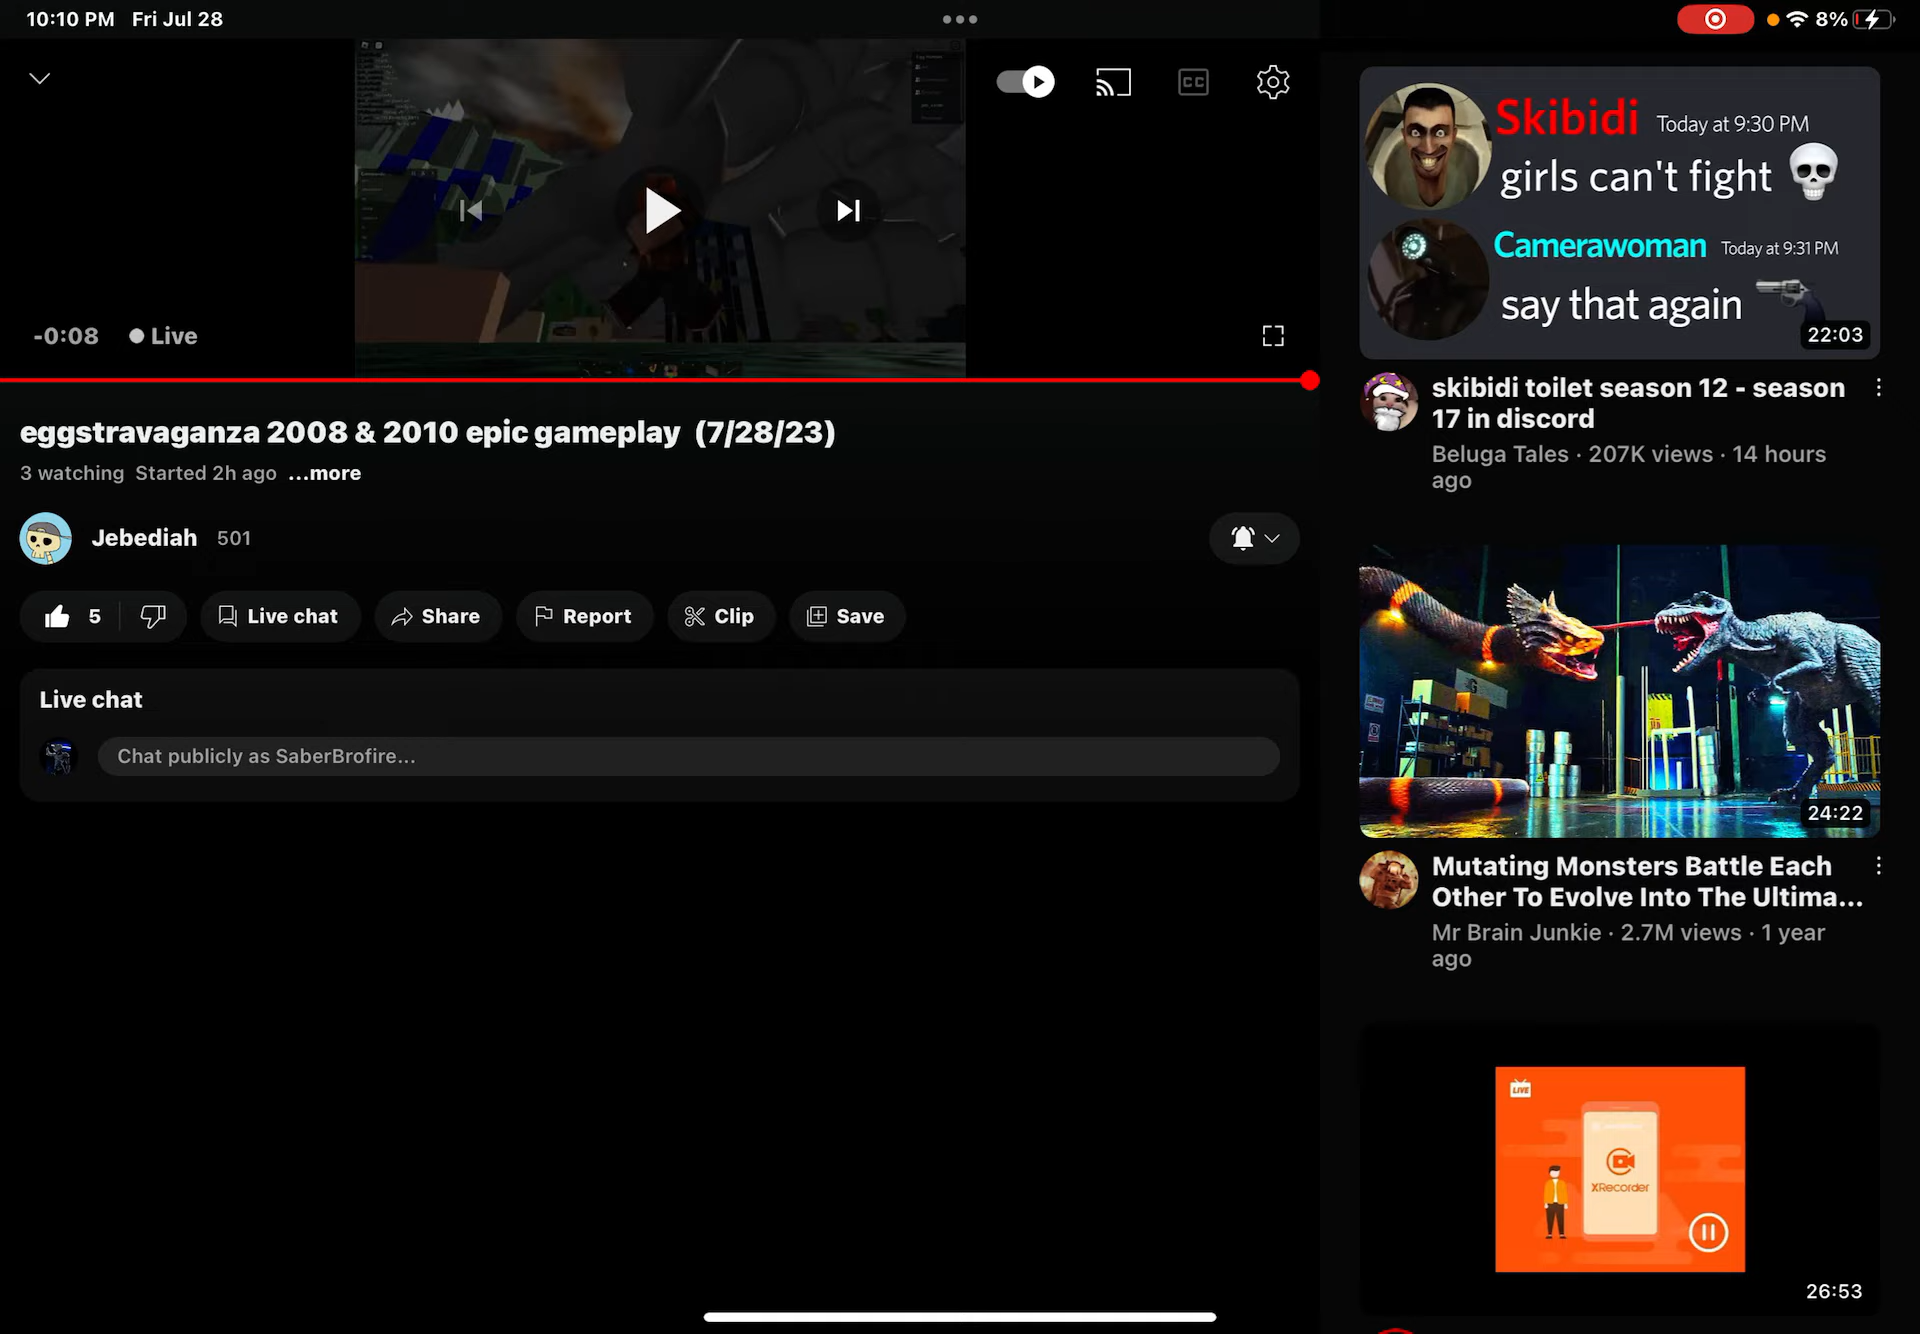 10:10 PM Fri Jul 28
8%
CC
-0:08 Live
eggstravaganza 2008 & 2010 epic gameplay (7/28/23)
3 watching Started 2h ago ...more
Jebediah 501
5 Live chat Share Report Clip Save
Live chat
Chat publicly as SaberBrofire...
Skibidi Today at 9:30 PM
girls can't fight 💀
Camerawoman Today at 9:31 PM
say that again
22:03
skibidi toilet season 12 - season
17 in discord
Beluga Tales · 207K views · 14 hours
ago
24:22
Mutating Monsters Battle Each
Other To Evolve Into The Ultima...
Mr Brain Junkie · 2.7M views · 1 year
ago
LIVE
XRecorder
26:53